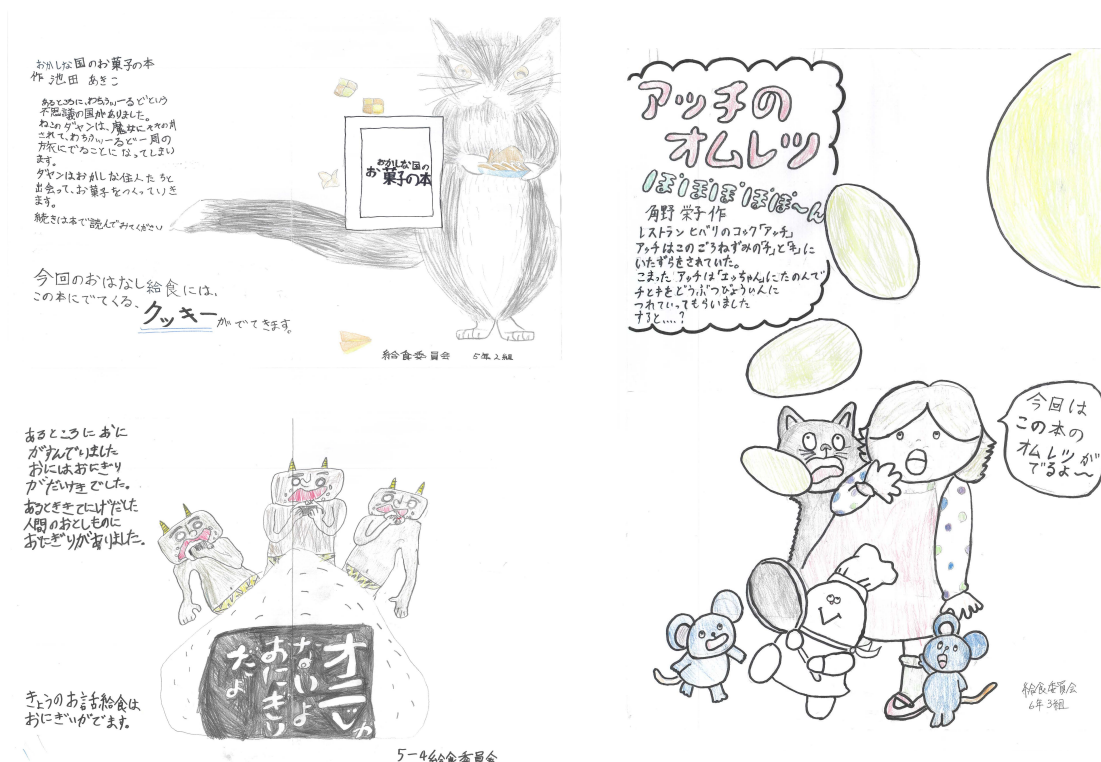 おかしな国のお菓子の本
作 池田 あきこ
あるところに、わちふぃーるどという
不思議の国がありました。
ねこのダヤンは、魔女にそそのか
されて、わちふぃーるど一周の
旅にでることになってしまい
ます。
ダヤンはおかしな住人たちと
出会って、お菓子をつくっていき
ます。
続きは本で読んでみてください
おかしな国の
お菓子の本
今回のおはなし給食には、
この本にでてくる、
クッキーがでてきます。
給食委員会 5年2組
あるところにおに
がすんでいました
おにはおにぎり
がだいすきでした。
あるときにげだした
人間のおとしものに
おにぎりがありました。
オニじゃ
ないよ
おにぎり
だよ
きょうのお話給食は
おにぎりがでます。
5-4給食委員会
アッチの
オムレツ
ぽぽぽぽぽ～ん
角野 栄子 作
レストラン ヒバリのコック「アッチ」
アッチはこのごろねずみの「チ」と「キ」に
いたずらをされていた。
こまったアッチは「エッちゃん」にたのんで
チとキをどうぶつびょういんに
つれていってもらいました
すると、…?
今回は
この本の
オムレツが
でるよ〜
給食委員会
6年3組